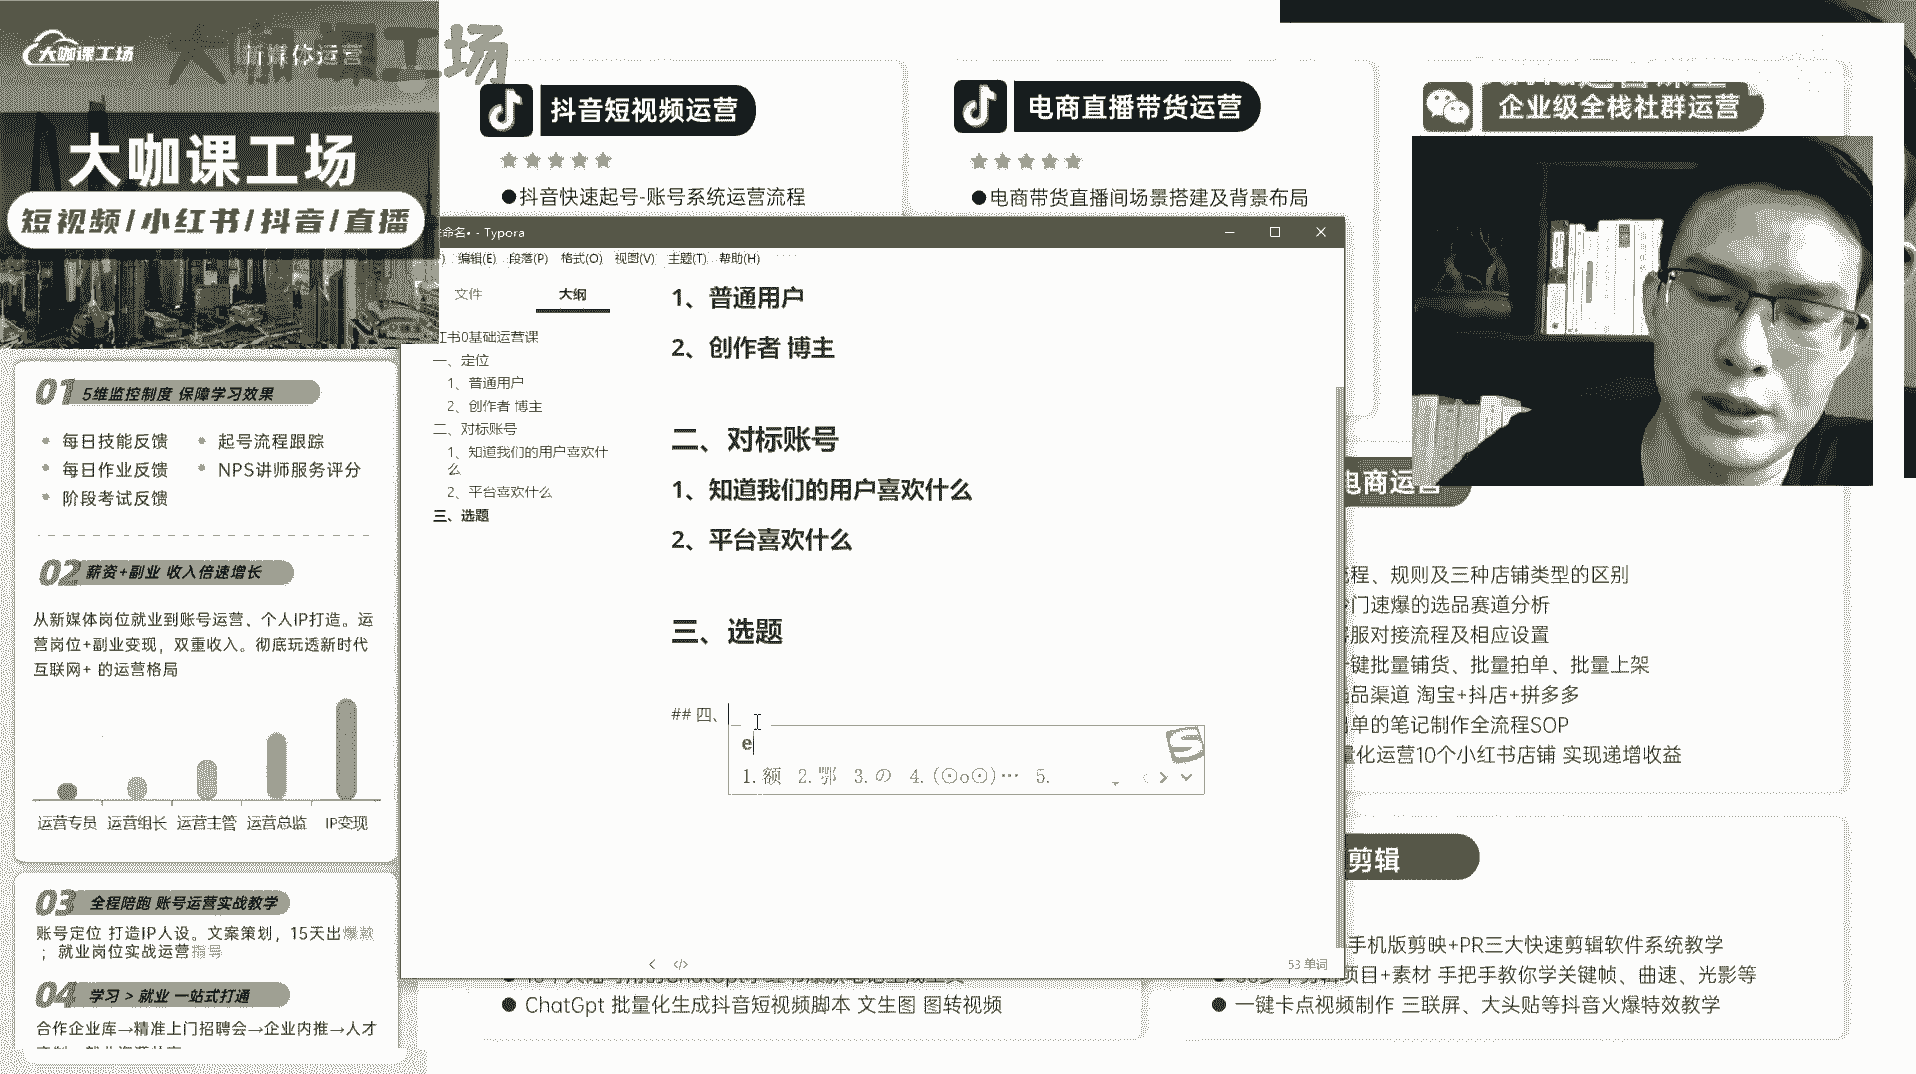 大咖课工场
新媒体运营
大咖课工场
大咖课工场
短视频/小红书/抖音/直播
01 5维监控制度 保障学习效果
每日技能反馈
起号流程跟踪
每日作业反馈
NPS讲师服务评分
阶段考试反馈
02 薪资+副业 收入倍速增长
从新媒体岗位就业到账号运营、个人IP打造。运
营岗位+副业变现，双重收入。彻底玩透新时代
互联网+ 的运营格局
运营专员 运营组长 运营主管 运营总监 IP变现
03 全程陪跑 账号运营实战教学
账号定位 打造IP人设。文案策划，15天出爆款
；就业岗位实战运营指导
04 学习 > 就业 一站式打通
合作企业库→精准上门招聘会→企业内推→人才
抖音短视频运营
●抖音快速起号-账号系统运营流程
电商直播带货运营
●电商带货直播间场景搭建及背景布局
企业级全栈社群运营
命名• - Typora
编辑(E) 段落(P) 格式(O) 视图(V) 主题(T) 帮助(H)
文件
大纲
红书0基础运营课
一、定位
1、普通用户
2、创作者 博主
二、对标账号
1、知道我们的用户喜欢什
么
2、平台喜欢什么
三、选题
1、普通用户
2、创作者 博主
二、对标账号
1、知道我们的用户喜欢什么
2、平台喜欢什么
三、选题
## 四、
e
1.额 2.鄂 3.の 4.(⊙o⊙)… 5.
53 单词
电商运营
流程、规则及三种店铺类型的区别
冷门速爆的选品赛道分析
客服对接流程及相应设置
一键批量铺货、批量拍单、批量上架
选品渠道 淘宝+抖店+拼多多
出单的笔记制作全流程SOP
量化运营10个小红书店铺 实现递增收益
剪辑
手机版剪映+PR三大快速剪辑软件系统教学
项目+素材 手把手教你学关键帧、曲速、光影等
● 一键卡点视频制作 三联屏、大头贴等抖音火爆特效教学
● ChatGpt 批量化生成抖音短视频脚本 文生图 图转视频